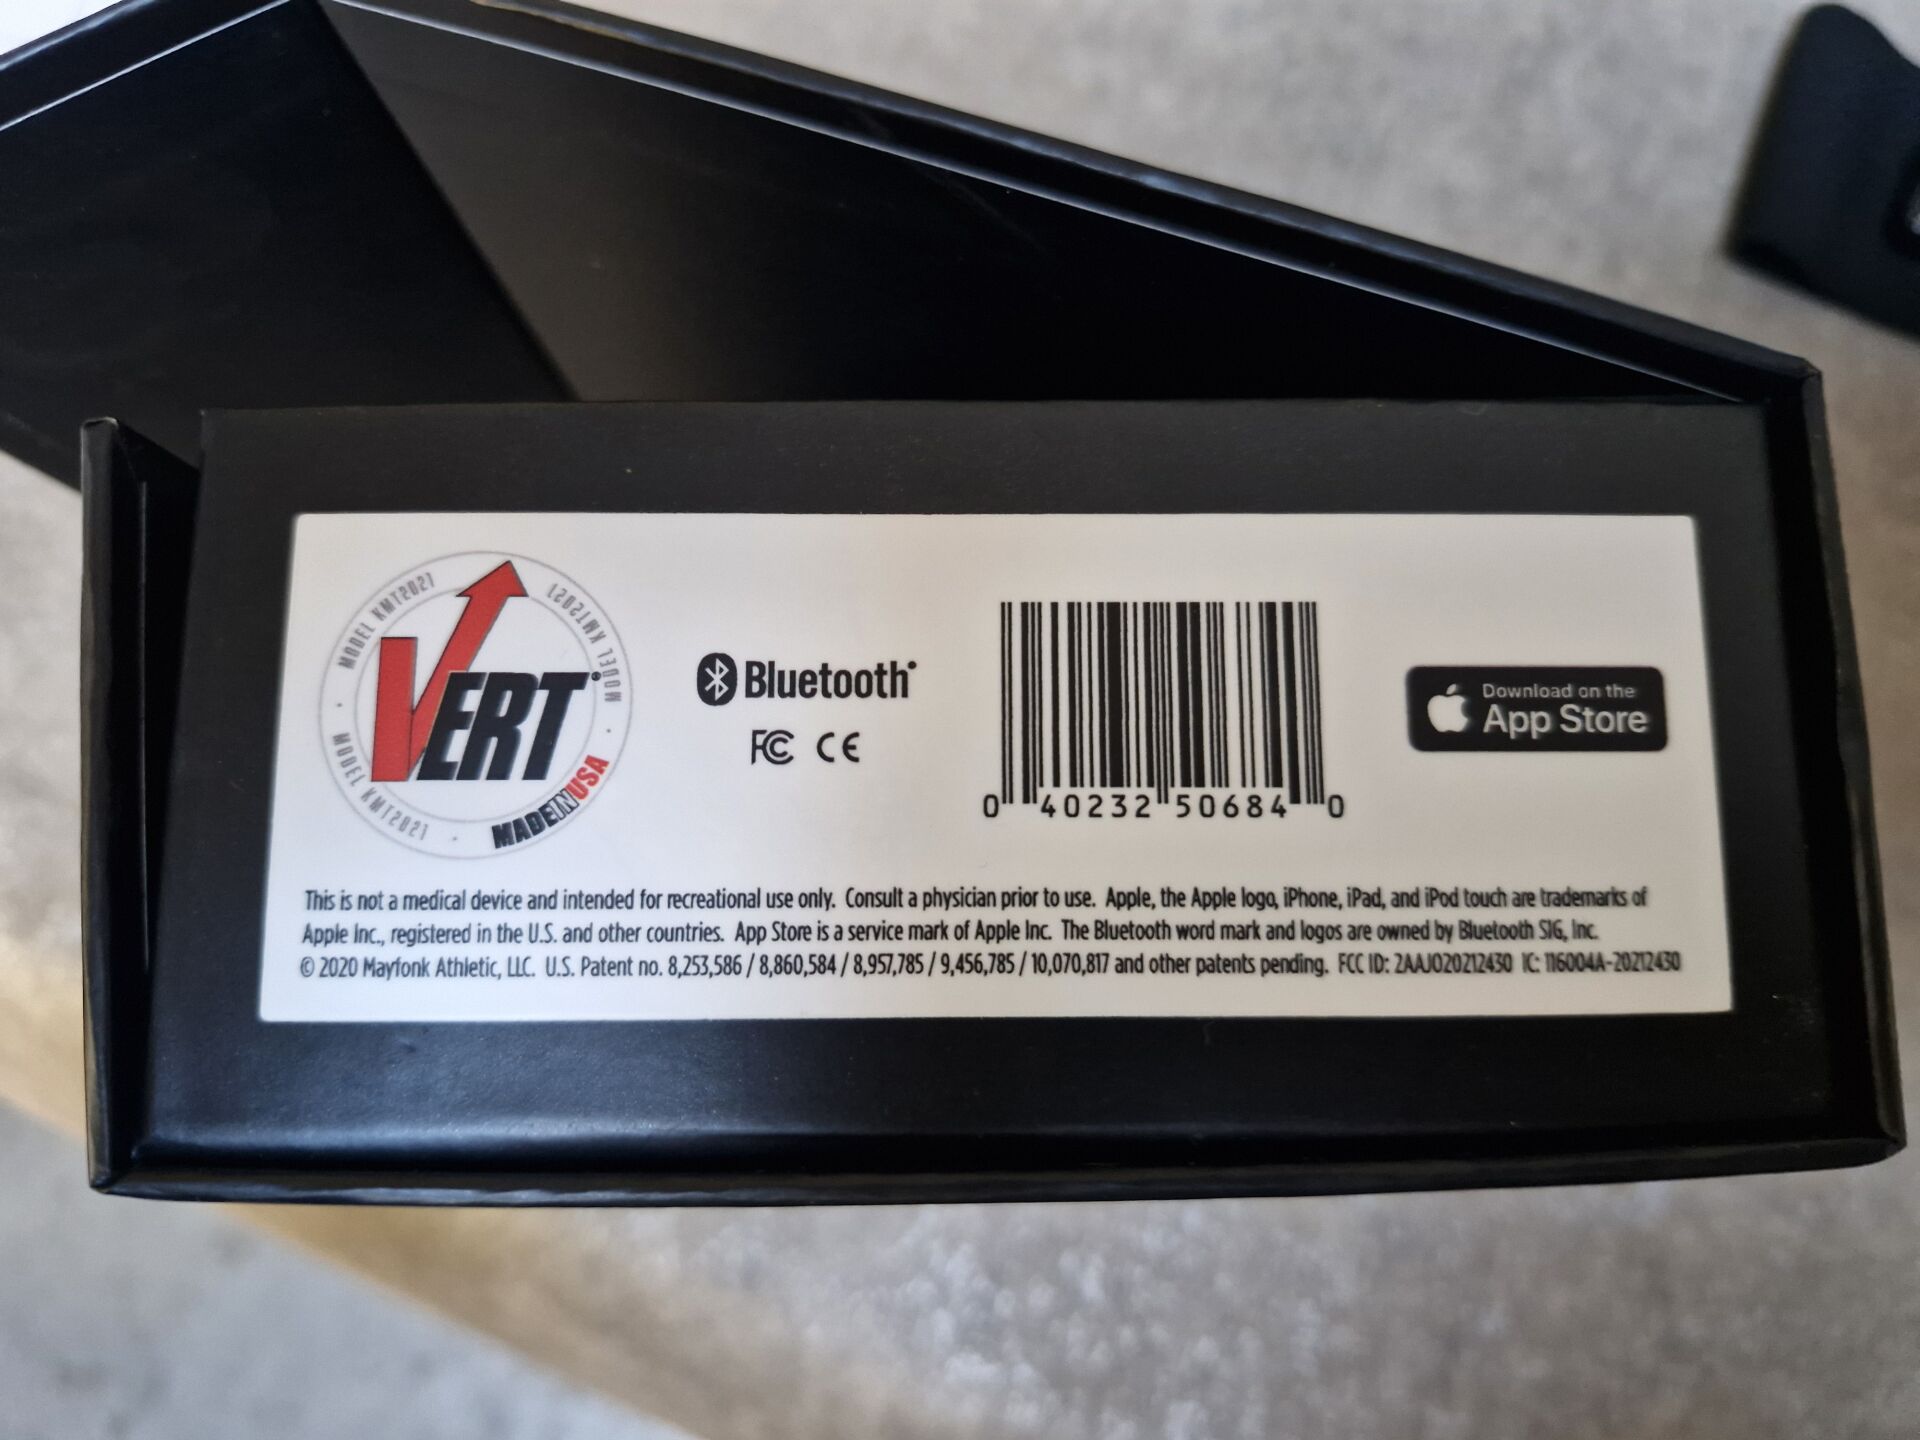 MODEL KMT2021 · MODEL KMT2021 · MODEL KMT2021 ·
VERT®
MADE IN USA
Bluetooth®
FC CE
0 40232 50684 0
Download on the
App Store
This is not a medical device and intended for recreational use only. Consult a physician prior to use. Apple, the Apple logo, iPhone, iPad, and iPod touch are trademarks of
Apple Inc., registered in the U.S. and other countries. App Store is a service mark of Apple Inc. The Bluetooth word mark and logos are owned by Bluetooth SIG, Inc.
© 2020 Mayfonk Athletic, LLC. U.S. Patent no. 8,253,586 / 8,860,584 / 8,957,785 / 9,456,785 / 10,070,817 and other patents pending. FCC ID: 2AAJO20212430 IC: 116004A-20212430